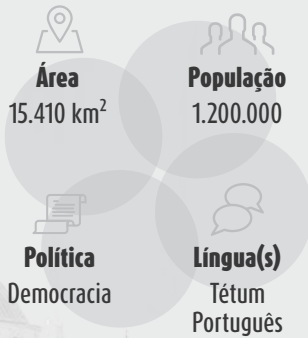 Área
15.410 km²
População
1.200.000
Política
Democracia
Língua(s)
Tétum
Português